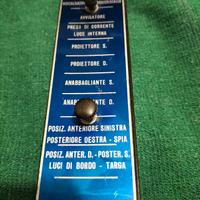 AVVISATORE
PRESA DI CORRENTE
LUCE INTERNA
PROIETTORE S.
PROIETTORE D.
ANABBAGLIANTE S.
ANABBAGLIANTE D.
POSIZ. ANTERIORE SINISTRA
POSTERIORE DESTRA - SPIA
POSIZ. ANTER. D.- POSTER. S.
LUCI DI BORDO - TARGA